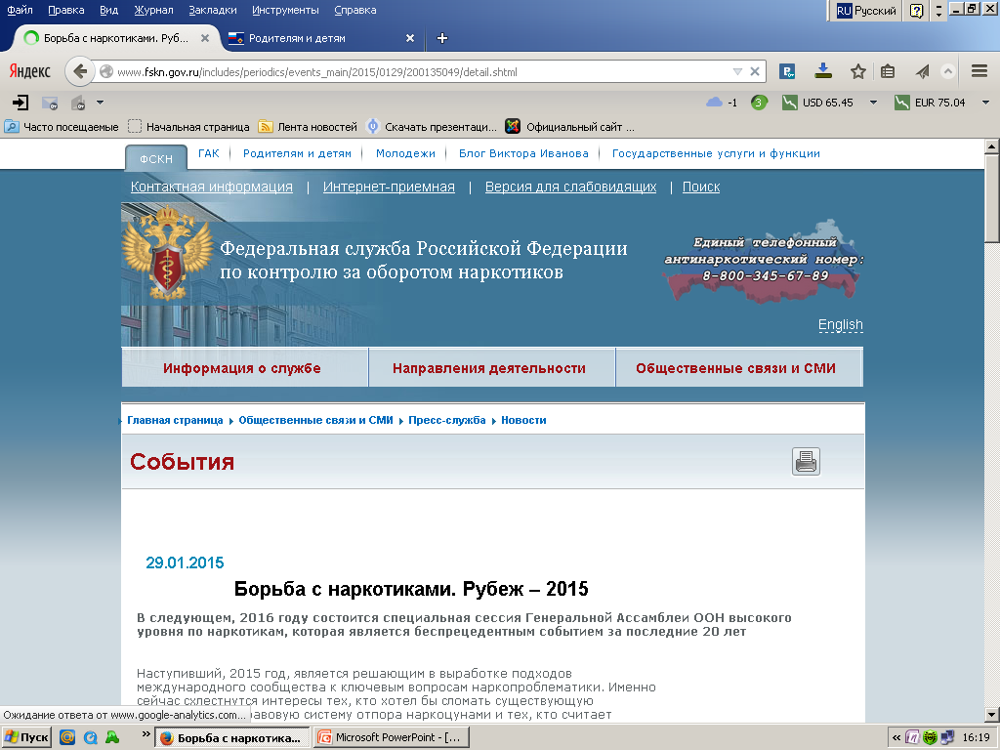 Файл Правка Вид Журнал Закладки Инструменты Справка
RU Русский
Борьба с наркотиками. Руб... Родителям и детям
Яндекс www.fskn.gov.ru/includes/periodics/events_main/2015/0129/200135049/detail.shtml
-1 3 USD 65.45 EUR 75.04
Часто посещаемые Начальная страница Лента новостей Скачать презентаци... Официальный сайт ...
ФСКН ГАК Родителям и детям Молодежи Блог Виктора Иванова Государственные услуги и функции
Контактная информация | Интернет-приемная | Версия для слабовидящих | Поиск
Федеральная служба Российской Федерации
по контролю за оборотом наркотиков
Единый телефонный
антинаркотический номер:
8-800-345-67-89
English
Информация о службе Направления деятельности Общественные связи и СМИ
Главная страница Общественные связи и СМИ Пресс-служба Новости
События
29.01.2015
Борьба с наркотиками. Рубеж – 2015
В следующем, 2016 году состоится специальная сессия Генеральной Ассамблеи ООН высокого
уровня по наркотикам, которая является беспрецедентным событием за последние 20 лет
Наступивший, 2015 год, является решающим в выработке подходов
международного сообщества к ключевым вопросам наркопроблематики. Именно
сейчас схлестнутся интересы тех, кто хотел бы сломать существующую
равовую систему отпора наркоцунами и тех, кто считает
Ожидание ответа от www.google-analytics.com...
Пуск » Борьба с наркотика... Microsoft PowerPoint - [... « 16:19